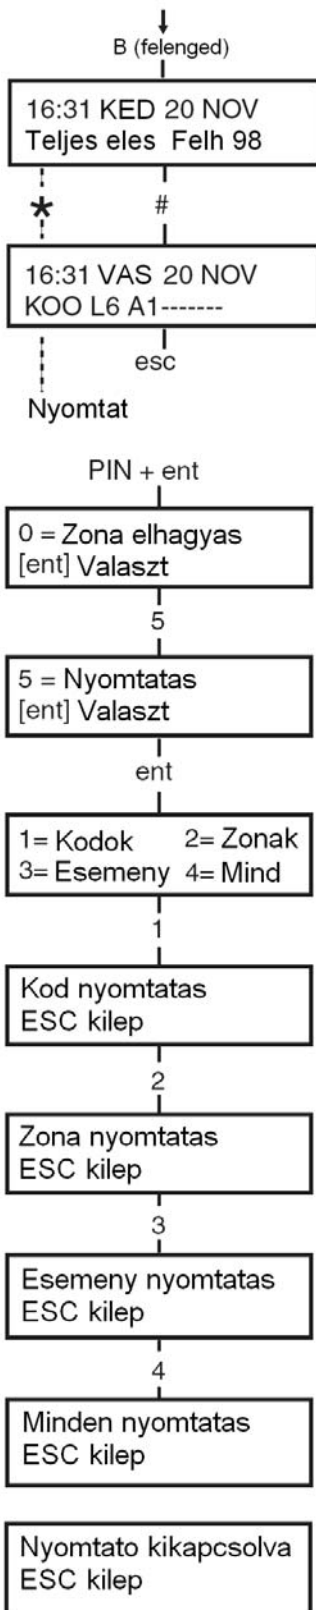 B (felenged)
16:31 KED 20 NOV
Teljes eles Felh 98
* #
16:31 VAS 20 NOV
KOO L6 A1-------
esc
Nyomtat
PIN + ent
0 = Zona elhagyas
[ent] Valaszt
5
5 = Nyomtatas
[ent] Valaszt
ent
1= Kodok 2= Zonak
3= Esemeny 4= Mind
1
Kod nyomtatas
ESC kilep
2
Zona nyomtatas
ESC kilep
3
Esemeny nyomtatas
ESC kilep
4
Minden nyomtatas
ESC kilep
Nyomtato kikapcsolva
ESC kilep